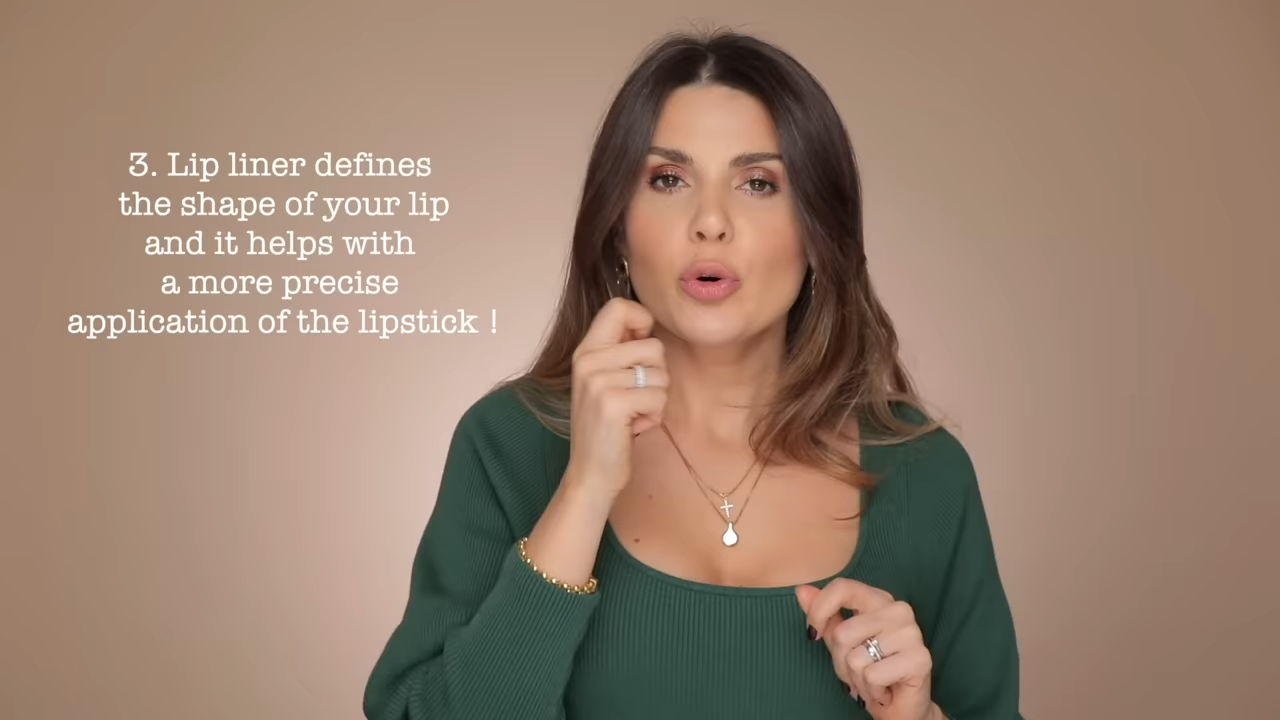 3. Lip liner defines
the shape of your lip
and it helps with
a more precise
application of the lipstick !